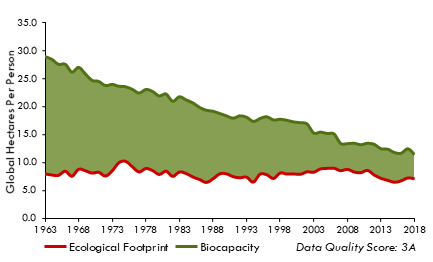 Global Hectares Per Person
35.0
30.0
25.0
20.0
15.0
10.0
5.0
0.0
1963 1968 1973 1978 1983 1988 1993 1998 2003 2008 2013 2018
Ecological Footprint Biocapacity Data Quality Score: 3A